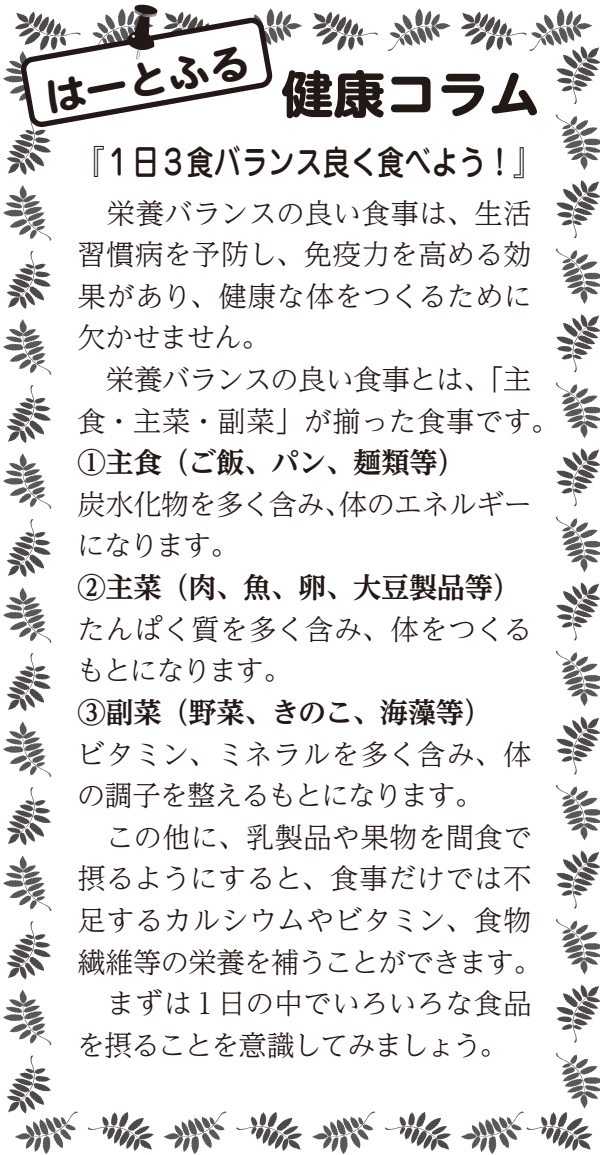 はーとふる
健康コラム
『１日３食バランス良く食べよう！』
　栄養バランスの良い食事は、生活
習慣病を予防し、免疫力を高める効
果があり、健康な体をつくるために
欠かせません。
　栄養バランスの良い食事とは、「主
食・主菜・副菜」が揃った食事です。
①主食（ご飯、パン、麺類等）
炭水化物を多く含み、体のエネルギー
になります。
②主菜（肉、魚、卵、大豆製品等）
たんぱく質を多く含み、体をつくる
もとになります。
③副菜（野菜、きのこ、海藻等）
ビタミン、ミネラルを多く含み、体
の調子を整えるもとになります。
　この他に、乳製品や果物を間食で
摂るようにすると、食事だけでは不
足するカルシウムやビタミン、食物
繊維等の栄養を補うことができます。
　まずは１日の中でいろいろな食品
を摂ることを意識してみましょう。